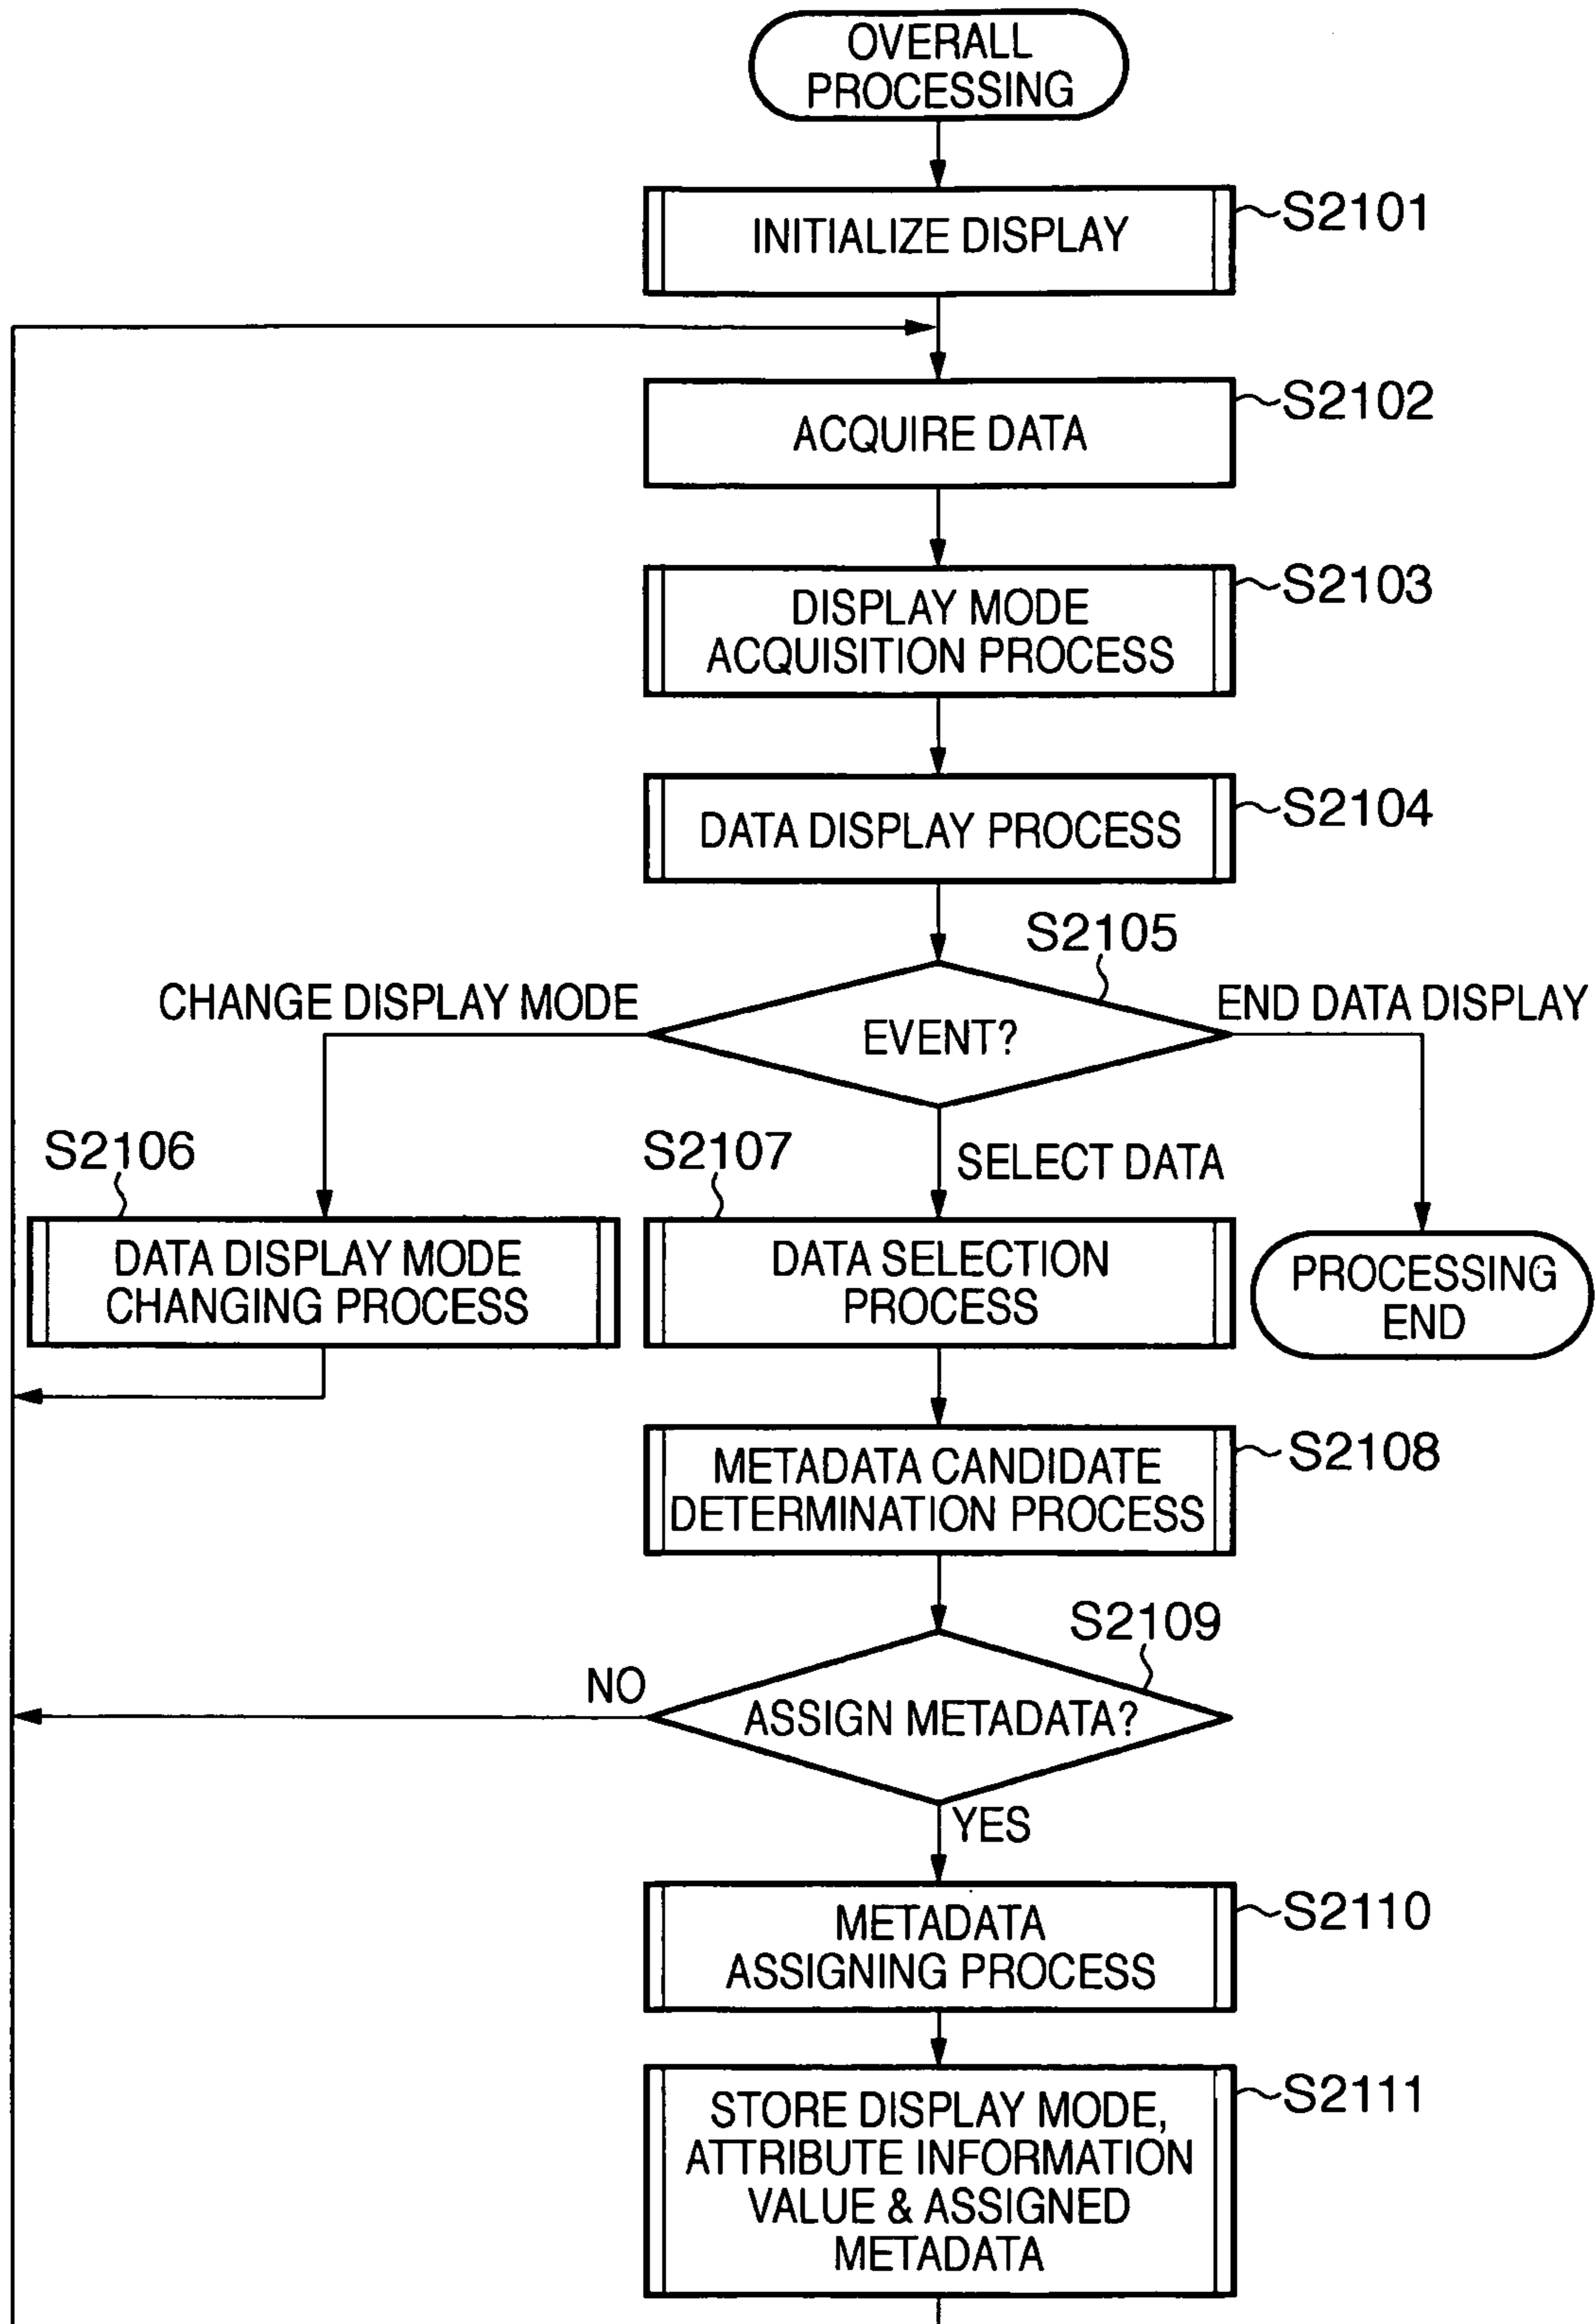 OVERALL
PROCESSING
INITIALIZE DISPLAY
S2101
ACQUIRE DATA
S2102
DISPLAY MODE
ACQUISITION PROCESS
S2103
DATA DISPLAY PROCESS
S2104
S2105
CHANGE DISPLAY MODE
EVENT?
END DATA DISPLAY
S2106
S2107
SELECT DATA
DATA DISPLAY MODE
CHANGING PROCESS
DATA SELECTION
PROCESS
PROCESSING
END
METADATA CANDIDATE
DETERMINATION PROCESS
S2108
S2109
NO
ASSIGN METADATA?
YES
METADATA
ASSIGNING PROCESS
S2110
STORE DISPLAY MODE,
ATTRIBUTE INFORMATION
VALUE & ASSIGNED
METADATA
S2111